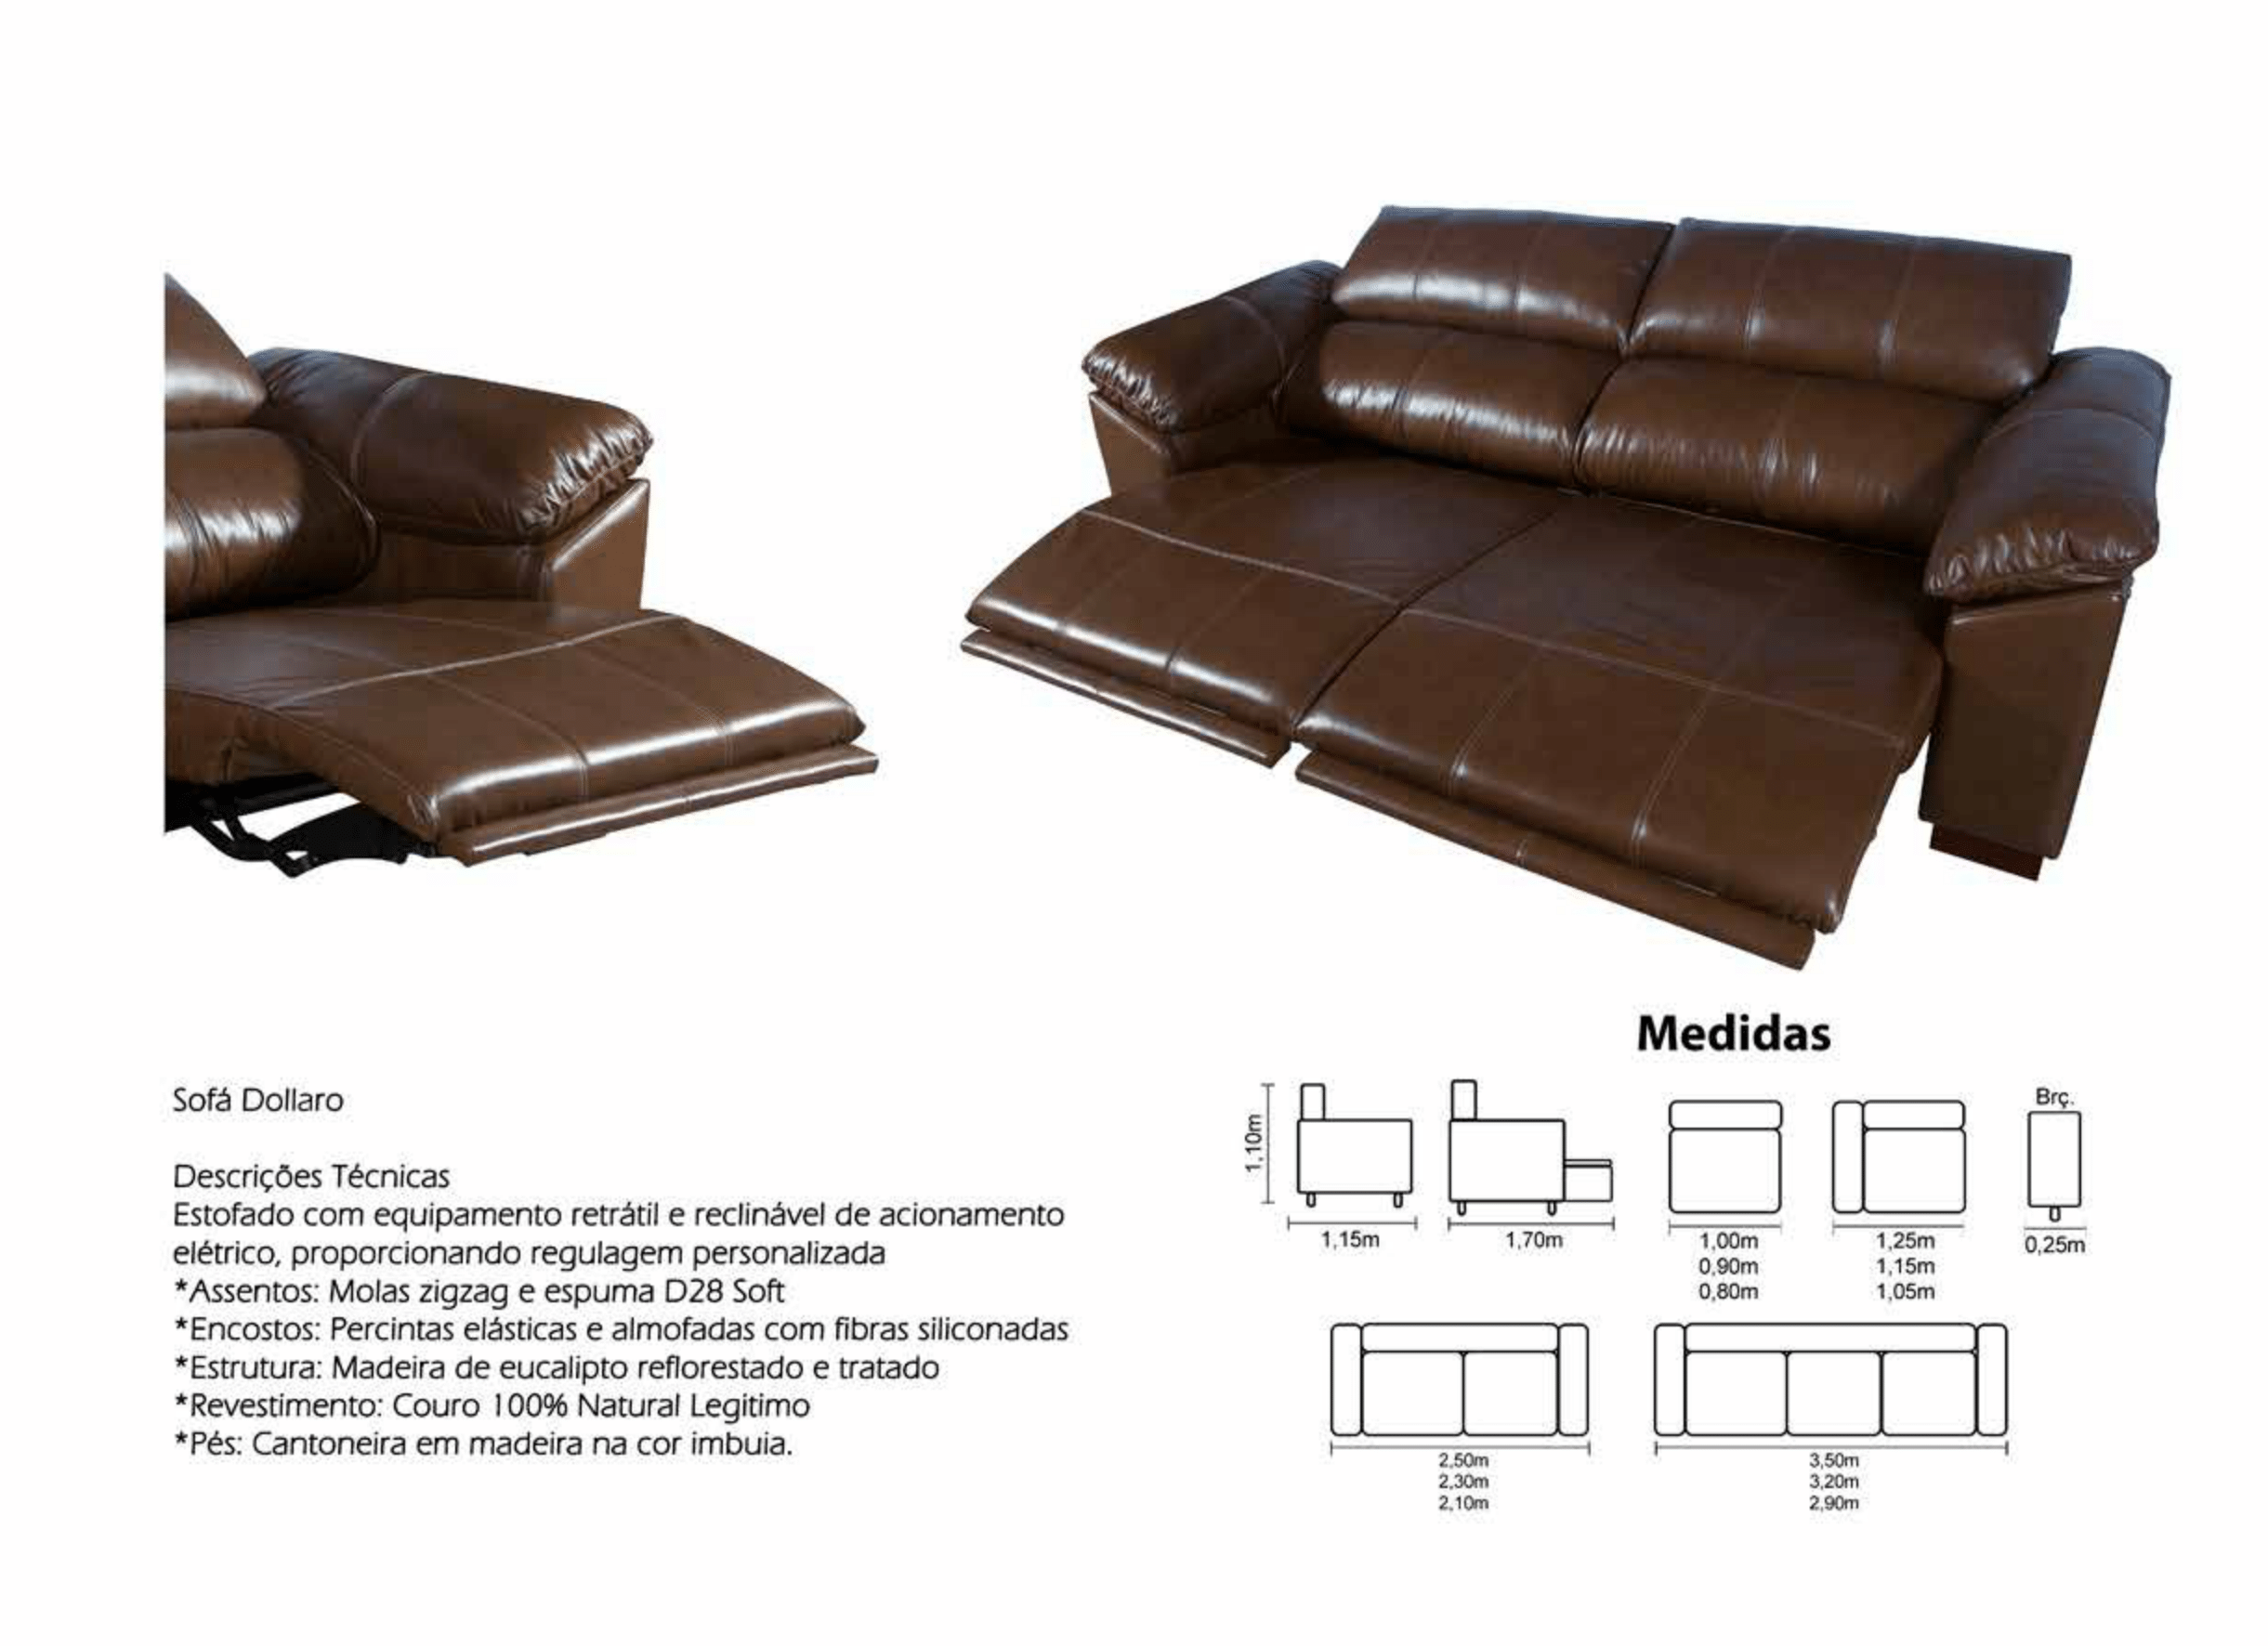 Sofá Dollaro
Descrições Técnicas
Estofado com equipamento retrátil e reclinável de acionamento
elétrico, proporcionando regulagem personalizada
*Assentos: Molas zigzag e espuma D28 Soft
*Encostos: Percintas elásticas e almofadas com fibras siliconadas
*Estrutura: Madeira de eucalipto reflorestado e tratado
*Revestimento: Couro 100% Natural Legitimo
*Pés: Cantoneira em madeira na cor imbuia.
Medidas
1,10m
1,15m
1,70m
1,00m
0,90m
0,80m
1,25m
1,15m
1,05m
Brç.
0,25m
2,50m
2,30m
2,10m
3,50m
3,20m
2,90m